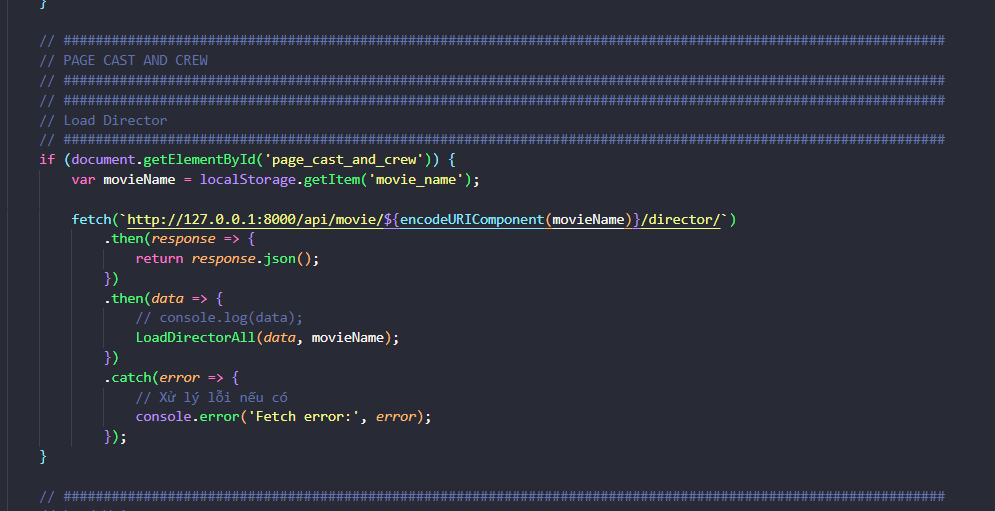 }
// ##############################################################################################################
// PAGE CAST AND CREW
// ##############################################################################################################
// ##############################################################################################################
// Load Director
// ##############################################################################################################
if (document.getElementById('page_cast_and_crew')) {
var movieName = localStorage.getItem('movie_name');
fetch(`http://127.0.0.1:8000/api/movie/${encodeURIComponent(movieName)}/director/`)
.then(response => {
return response.json();
})
.then(data => {
// console.log(data);
LoadDirectorAll(data, movieName);
})
.catch(error => {
// Xử lý lỗi nếu có
console.error('Fetch error:', error);
});
}
// ##############################################################################################################